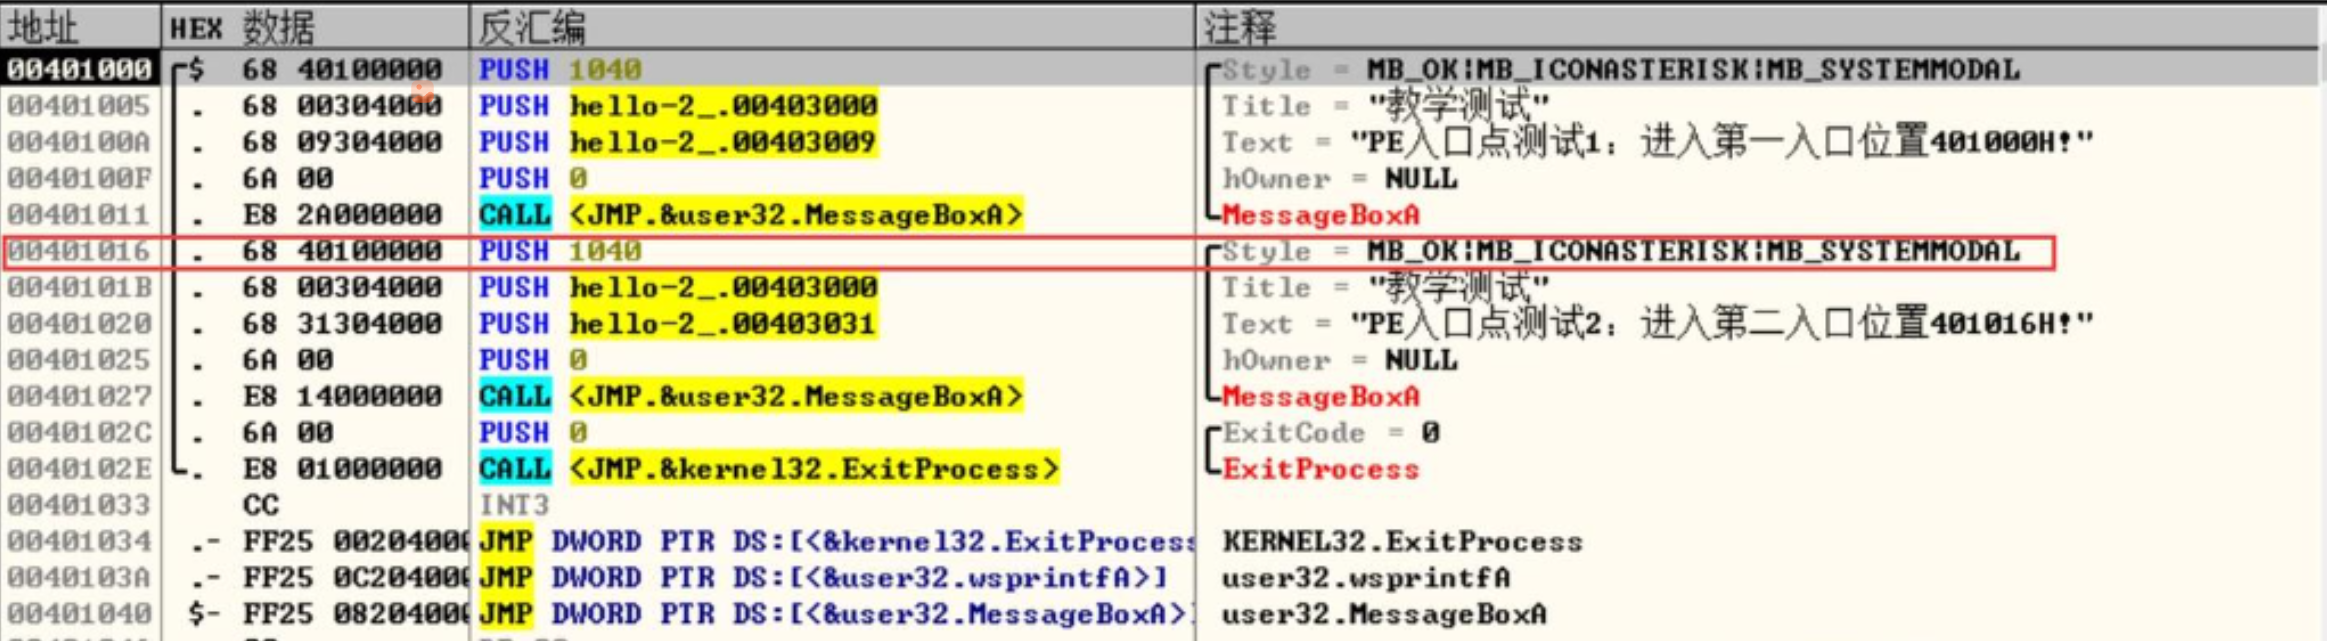 地址 HEX 数据 反汇编 注释
00401000 $ 68 40100000 PUSH 1040 Style = MB_OK|MB_ICONASTERISK|MB_SYSTEMMODAL
00401005 . 68 00304000 PUSH hello-2_.00403000 Title = "教学测试"
0040100A . 68 09304000 PUSH hello-2_.00403009 Text = "PE入口点测试1：进入第一入口位置401000H!"
0040100F . 6A 00 PUSH 0 hOwner = NULL
00401011 . E8 2A000000 CALL <JMP.&user32.MessageBoxA> MessageBoxA
00401016 . 68 40100000 PUSH 1040 Style = MB_OK|MB_ICONASTERISK|MB_SYSTEMMODAL
0040101B . 68 00304000 PUSH hello-2_.00403000 Title = "教学测试"
00401020 . 68 31304000 PUSH hello-2_.00403031 Text = "PE入口点测试2：进入第二入口位置401016H!"
00401025 . 6A 00 PUSH 0 hOwner = NULL
00401027 . E8 14000000 CALL <JMP.&user32.MessageBoxA> MessageBoxA
0040102C . 6A 00 PUSH 0 ExitCode = 0
0040102E . E8 01000000 CALL <JMP.&kernel32.ExitProcess> ExitProcess
00401033 CC INT3
00401034 .- FF25 00204000 JMP DWORD PTR DS:[<&kernel32.ExitProcess KERNEL32.ExitProcess
0040103A .- FF25 0C204000 JMP DWORD PTR DS:[<&user32.wsprintfA>] user32.wsprintfA
00401040 $- FF25 08204000 JMP DWORD PTR DS:[<&user32.MessageBoxA>] user32.MessageBoxA